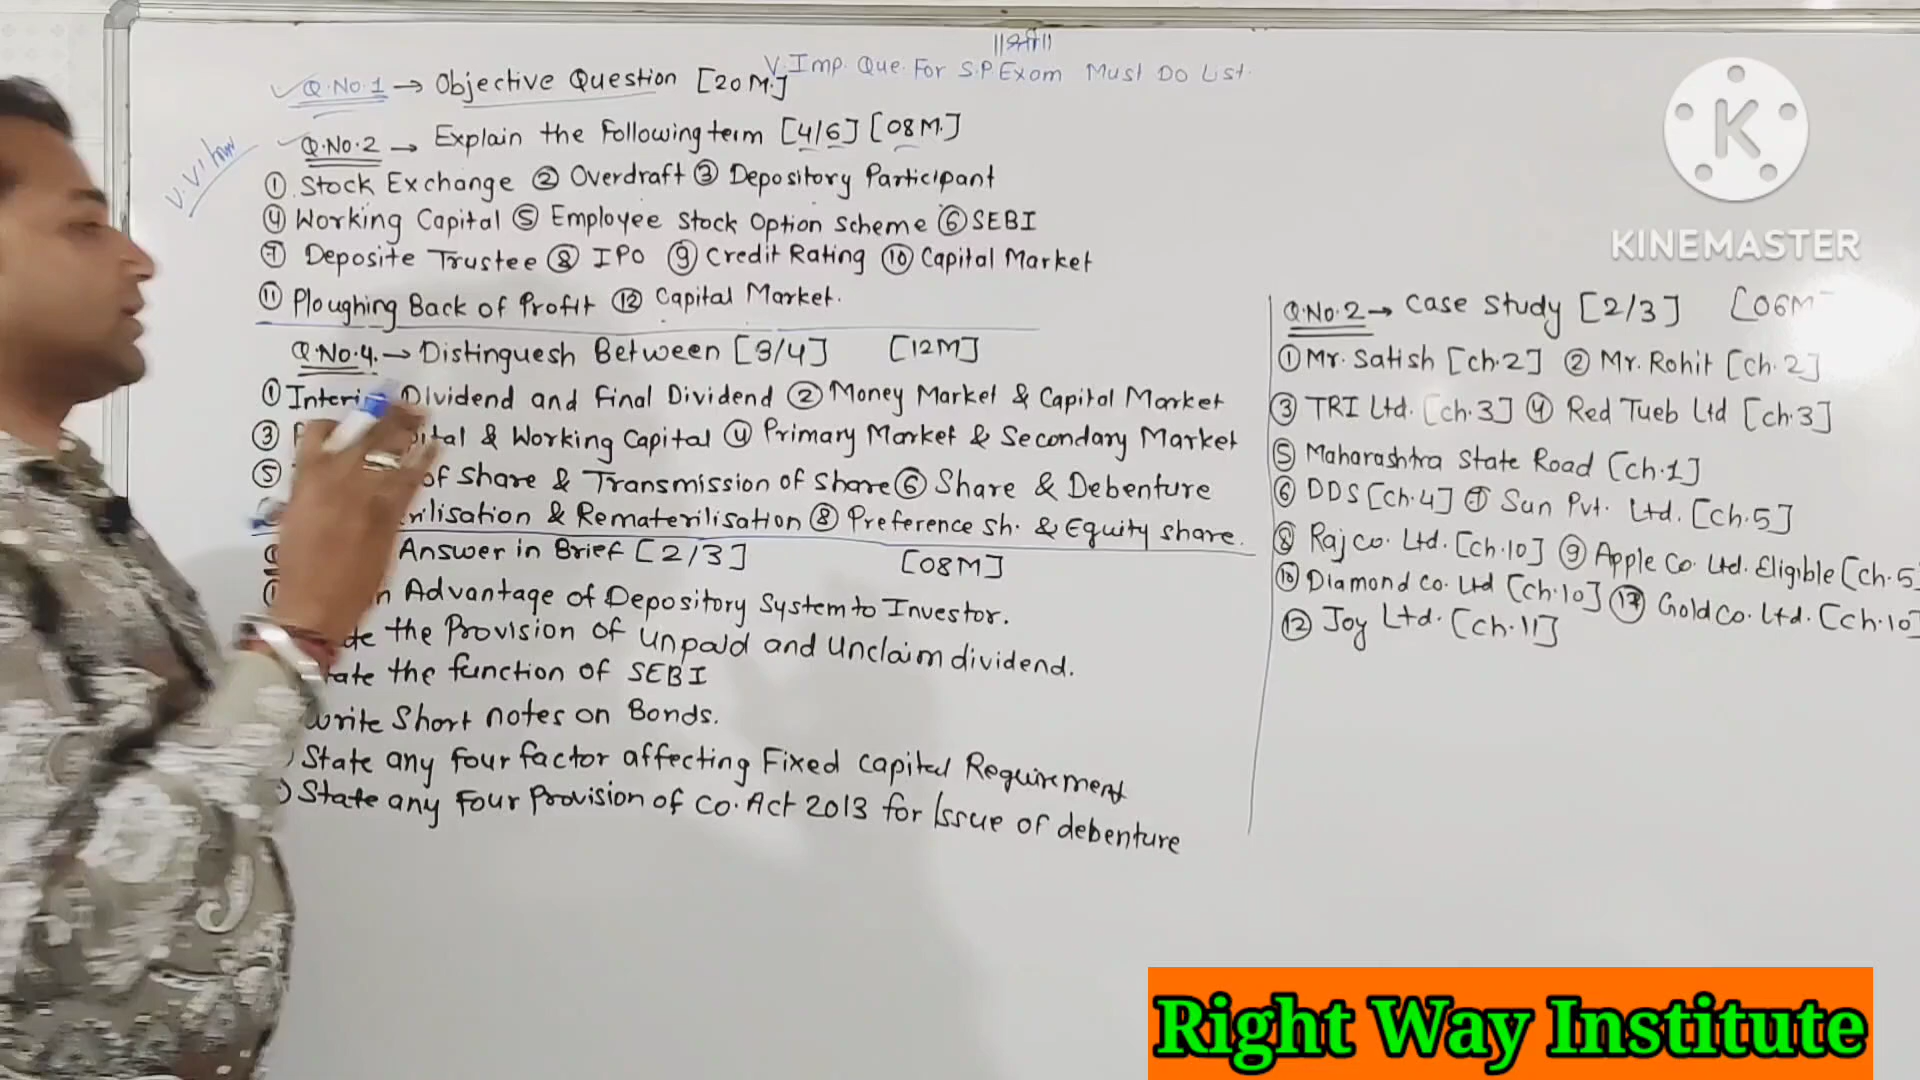 ||श्री||
V. Imp. Que. For S.P Exam Must Do List.
Q.No.1 → Objective Question [20M.]
Q.No.2 → Explain the Following term [4/6] [08M.]
V.V.
① Stock Exchange ② Overdraft ③ Depository Participant
④ Working Capital ⑤ Employee Stock Option Scheme ⑥ SEBI
⑦ Deposite Trustee ⑧ IPO ⑨ Credit Rating ⑩ Capital Market
⑪ Ploughing Back of Profit ⑫ Capital Market.
Q.No.4. → Distinguesh Between [3/4] [12M]
① Interi Dividend and final Dividend ② Money Market & Capital Market
③ ital & Working Capital ④ Primary Market & Secondary Market
⑤ of Share & Transmission of share ⑥ Share & Debenture
rilisation & Rematerilisation ⑧ Preference sh. & Equity share.
Answer in Brief [2/3] [08M]
n Advantage of Depository System to Investor.
te the Provision of Unpaid and Unclaim dividend.
tate the function of SEBI
write Short notes on Bonds.
State any four factor affecting Fixed capital Requirement
State any Four Provision of Co. Act 2013 for Issue of debenture
Q.No.2 → Case Study [2/3] [06M
① Mr. Satish [ch.2] ② Mr. Rohit [ch.2]
③ TRI Ltd. [ch.3] ④ Red Tueb Ltd [ch.3]
⑤ Maharashtra State Road [ch.1]
⑥ DDS [ch.4] ⑦ Sun Pvt. Ltd. [ch.5]
⑧ Raj co. Ltd. [ch.10] ⑨ Apple Co. Ltd. Eligible [ch.5]
⑩ Diamond co. Ltd [ch.10] Gold Co. Ltd. [ch.10]
⑫ Joy Ltd. [ch.11]
K
KINEMASTER
Right Way Institute